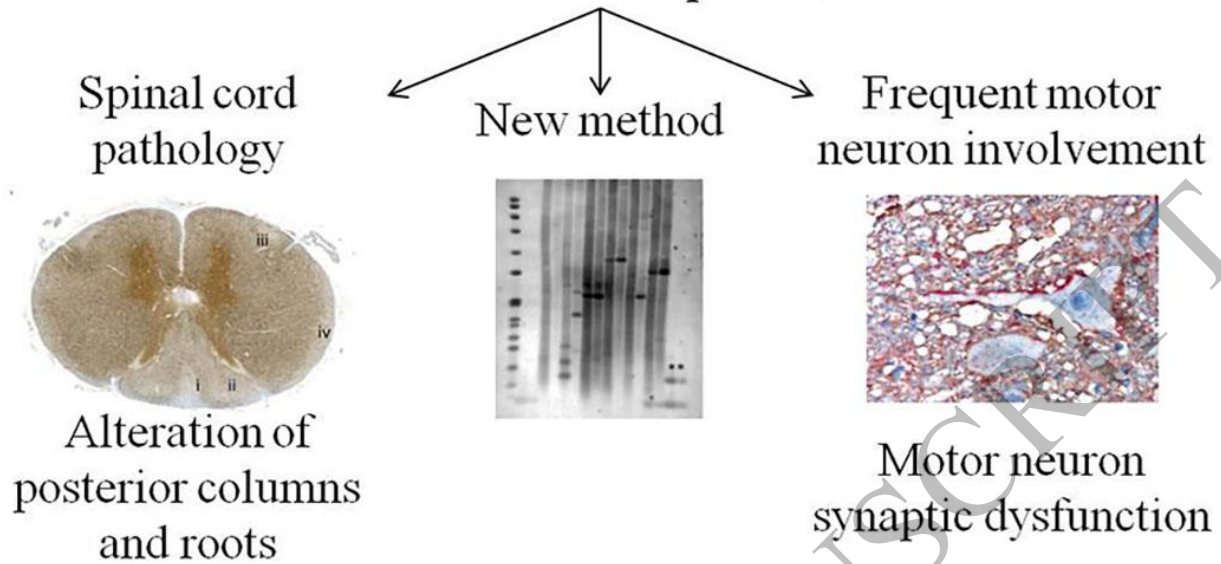 Spinal cord
pathology
New method
Frequent motor
neuron involvement
iii
iv
i
ii
**
Alteration of
posterior columns
and roots
Motor neuron
synaptic dysfunction